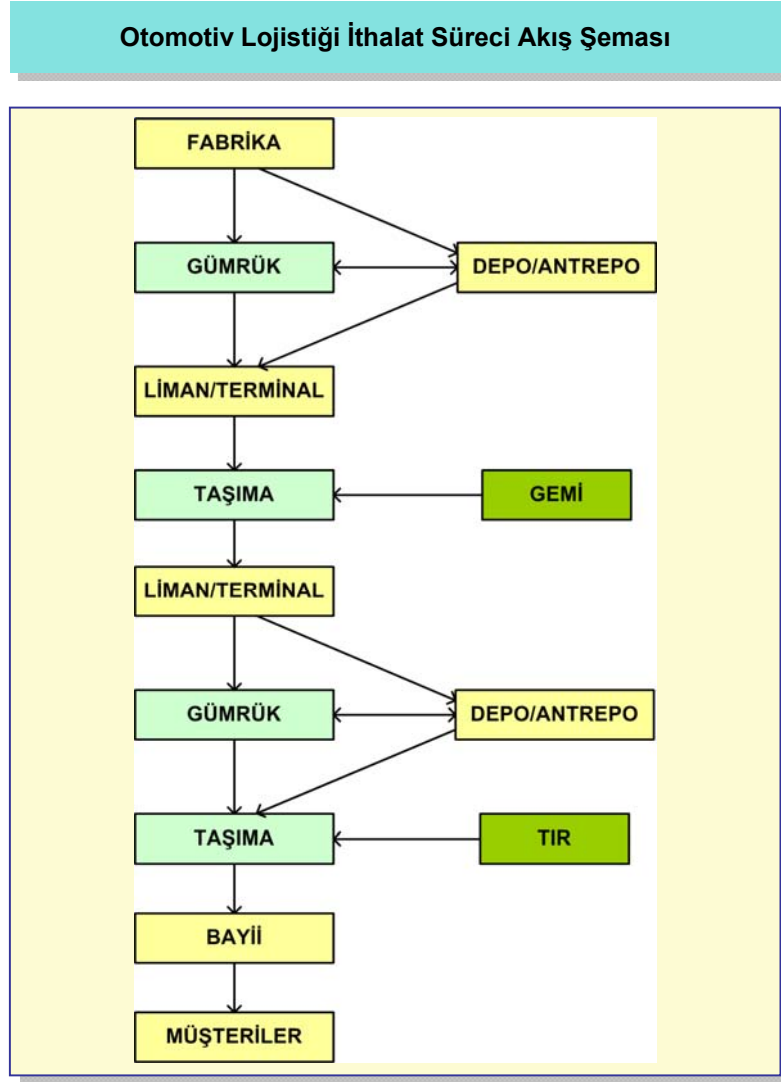 Otomotiv Lojistiği İthalat Süreci Akış Şeması
FABRİKA
GÜMRÜK
DEPO/ANTREPO
LİMAN/TERMİNAL
TAŞIMA
GEMİ
LİMAN/TERMİNAL
GÜMRÜK
DEPO/ANTREPO
TAŞIMA
TIR
BAYİİ
MÜŞTERİLER